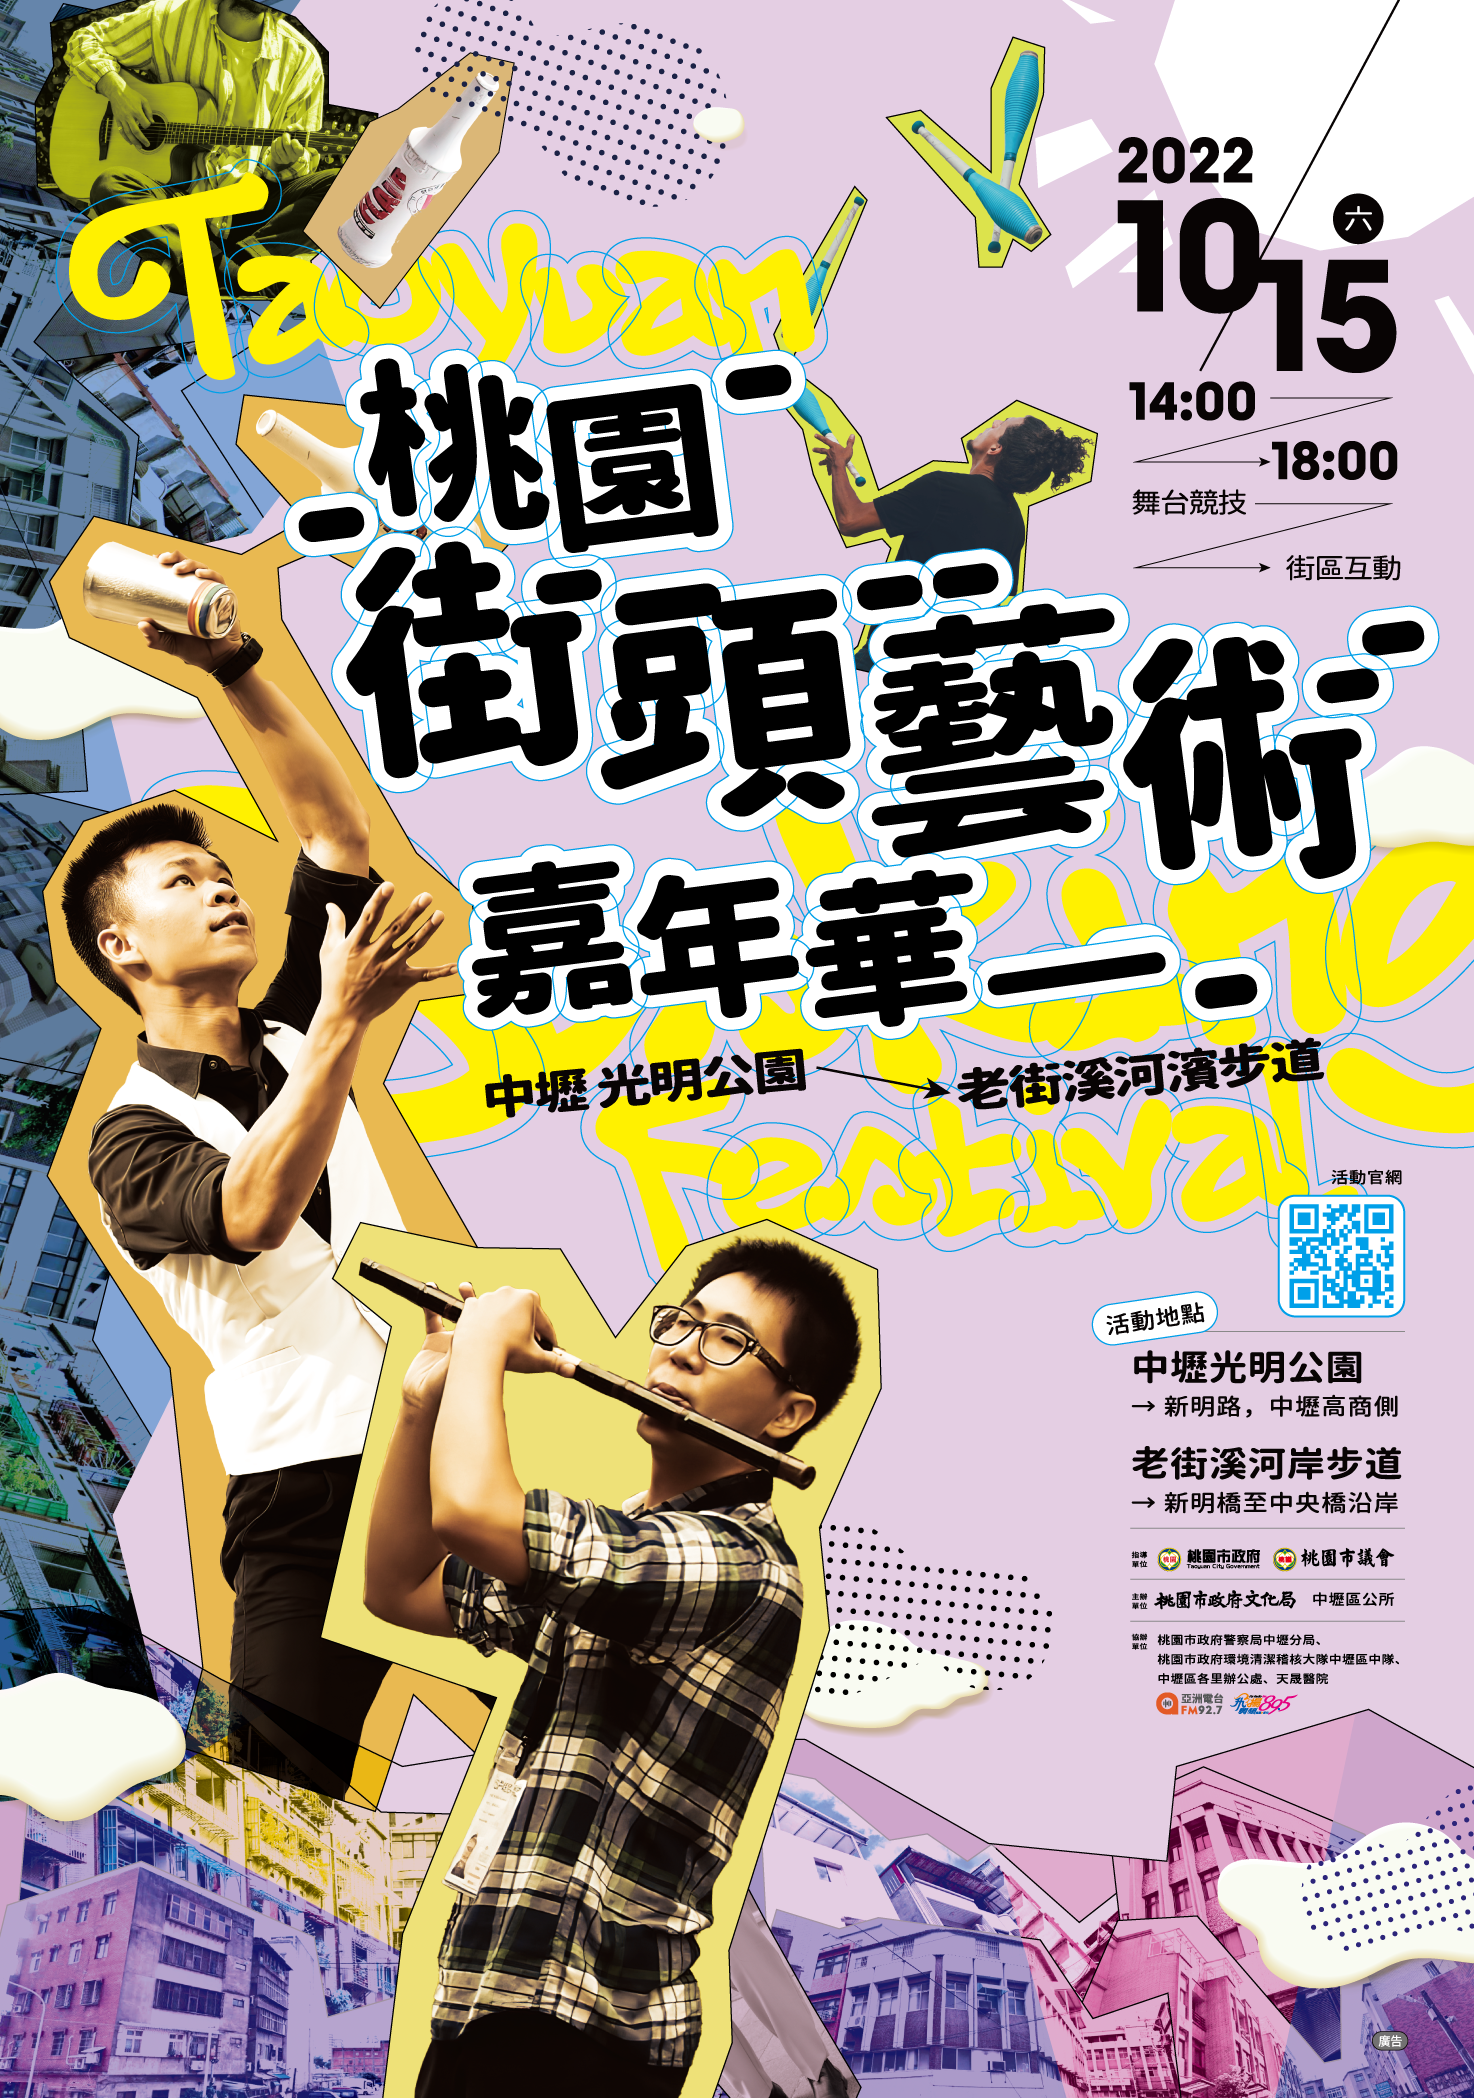 2022
10
六
15
14:00
18:00
舞台競技
街區互動
Taoyuan
桃園
街頭藝術
嘉年華
Busking
Festival
中壢 光明公園
老街溪河濱步道
活動官網
活動地點
中壢光明公園
→ 新明路，中壢高商側
老街溪河岸步道
→ 新明橋至中央橋沿岸
指導單位 桃園市政府 桃園市議會
Taoyuan City Government
主辦單位 桃園市政府文化局 中壢區公所
協辦單位 桃園市政府警察局中壢分局、
桃園市政府環境清潔稽核大隊中壢區中隊、
中壢區各里辦公處、天晟醫院
亞洲電台
FM92.7
895
廣告